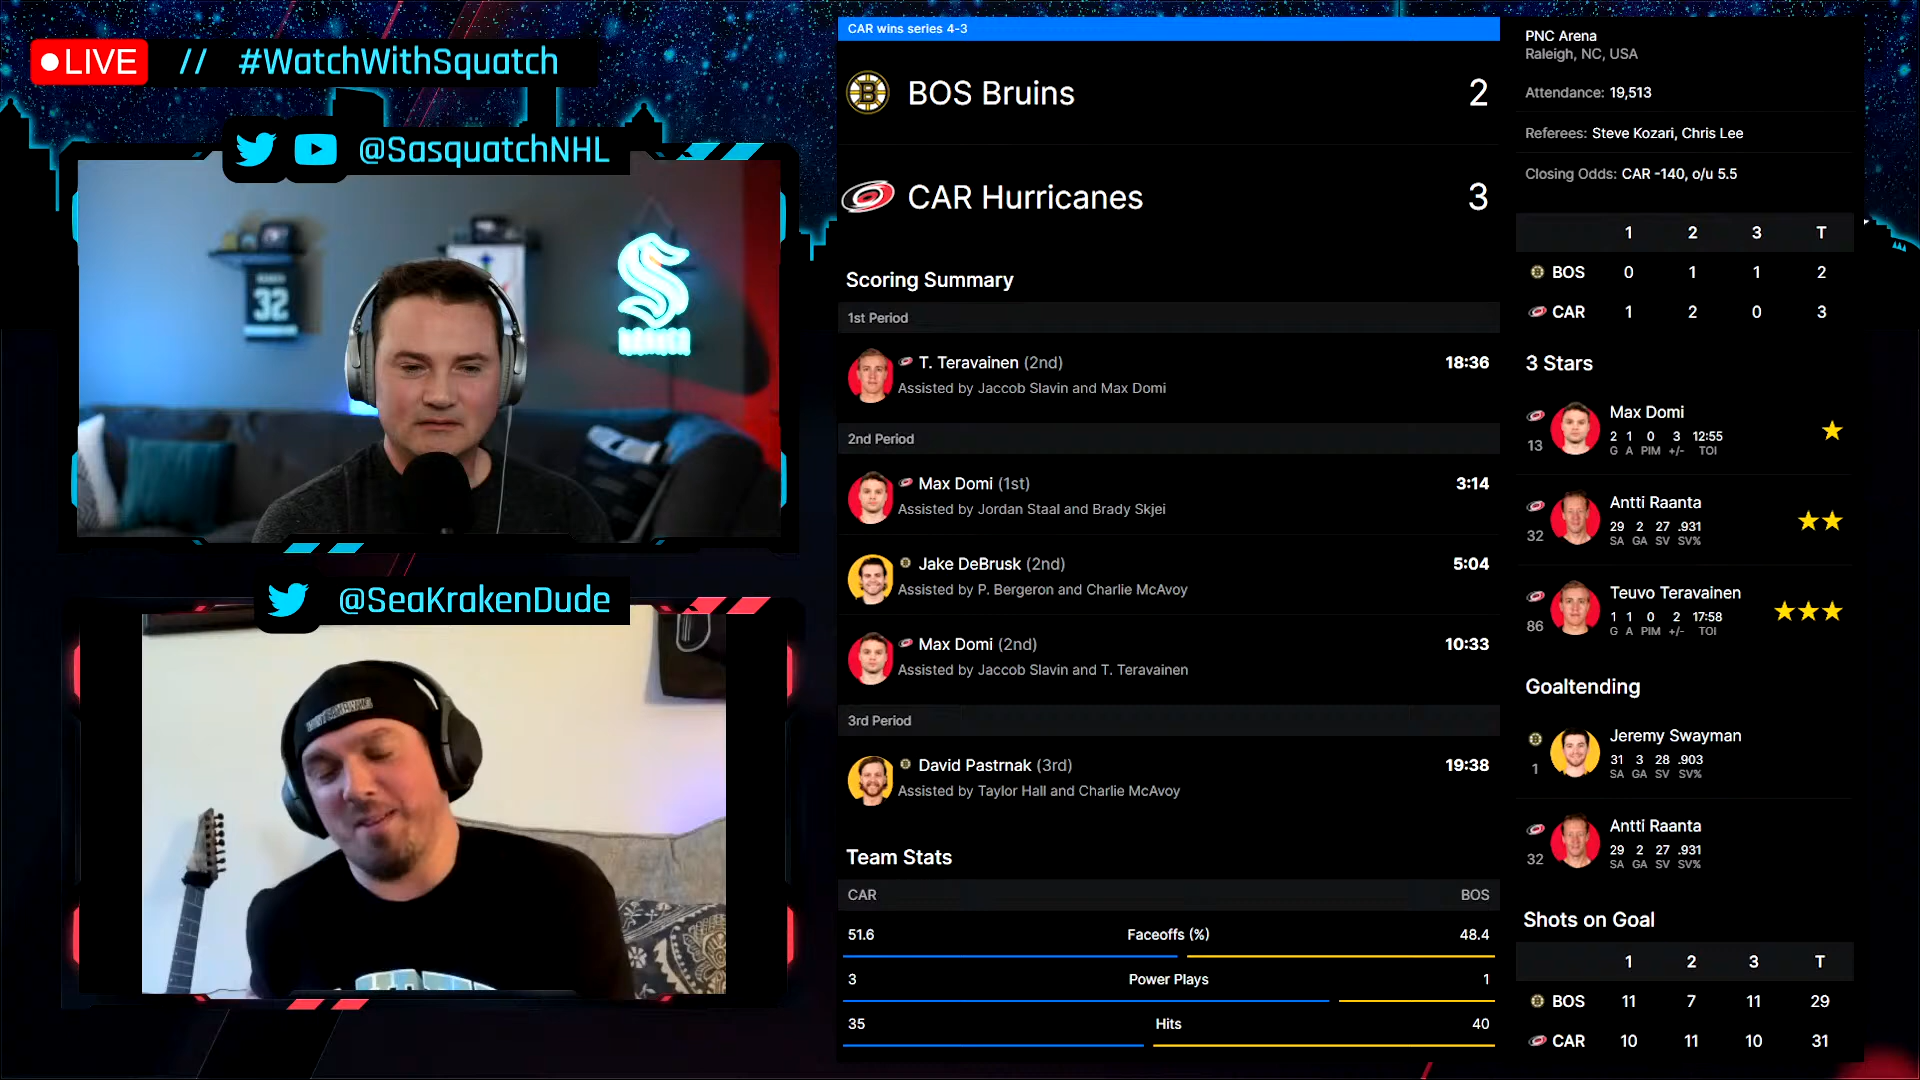 LIVE // #WatchWithSquatch
@SasquatchNHL
32
@SeaKrakenDude
CAR wins series 4-3
BOS Bruins 2
CAR Hurricanes 3
Scoring Summary
1st Period
T. Teravainen (2nd) 18:36
Assisted by Jaccob Slavin and Max Domi
2nd Period
Max Domi (1st) 3:14
Assisted by Jordan Staal and Brady Skjei
Jake DeBrusk (2nd) 5:04
Assisted by P. Bergeron and Charlie McAvoy
Max Domi (2nd) 10:33
Assisted by Jaccob Slavin and T. Teravainen
3rd Period
David Pastrnak (3rd) 19:38
Assisted by Taylor Hall and Charlie McAvoy
Team Stats
CAR BOS
51.6 Faceoffs (%) 48.4
3 Power Plays 1
35 Hits 40
PNC Arena
Raleigh, NC, USA
Attendance: 19,513
Referees: Steve Kozari, Chris Lee
Closing Odds: CAR -140, o/u 5.5
1 2 3 T
BOS 0 1 1 2
CAR 1 2 0 3
3 Stars
Max Domi
13 2 1 0 3 12:55
G A PIM +/- TOI
Antti Raanta
32 29 2 27 .931
SA GA SV SV%
Teuvo Teravainen
86 1 1 0 2 17:58
G A PIM +/- TOI
Goaltending
Jeremy Swayman
1 31 3 28 .903
SA GA SV SV%
Antti Raanta
32 29 2 27 .931
SA GA SV SV%
Shots on Goal
1 2 3 T
BOS 11 7 11 29
CAR 10 11 10 31